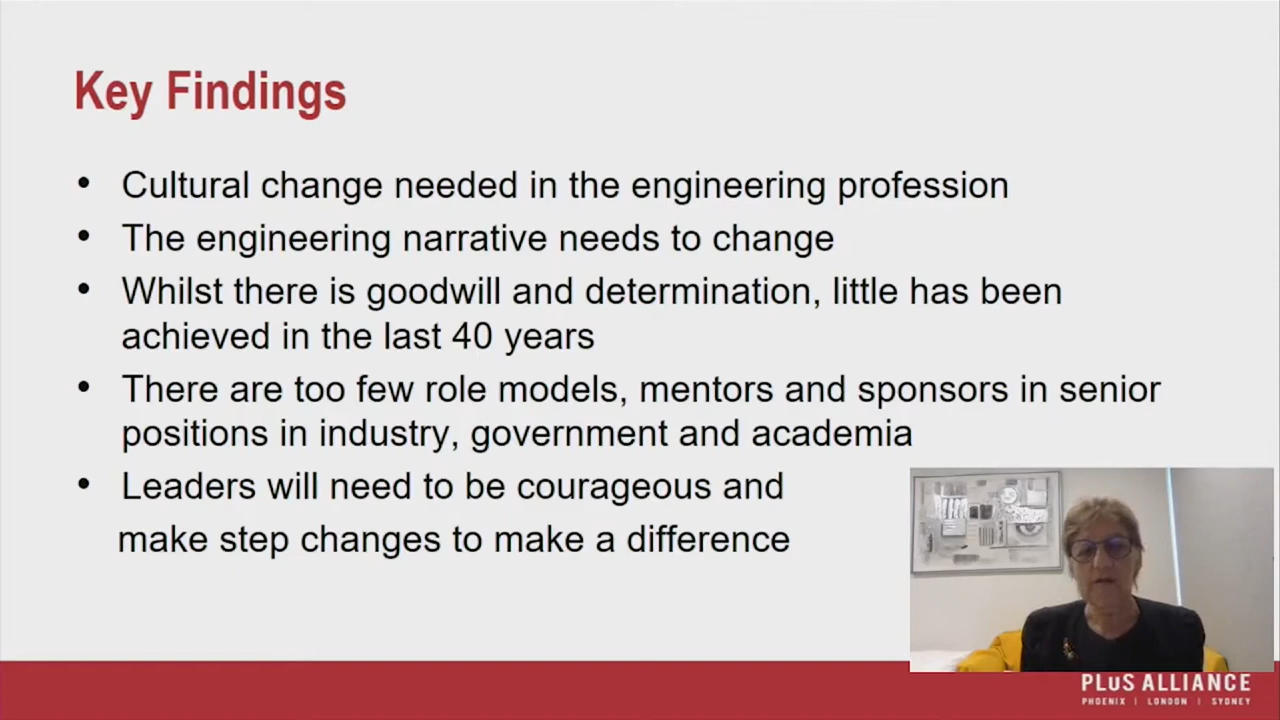 Key Findings
• Cultural change needed in the engineering profession
• The engineering narrative needs to change
• Whilst there is goodwill and determination, little has been
achieved in the last 40 years
• There are too few role models, mentors and sponsors in senior
positions in industry, government and academia
• Leaders will need to be courageous and
make step changes to make a difference
PLuS ALLIANCE
PHOENIX | LONDON | SYDNEY